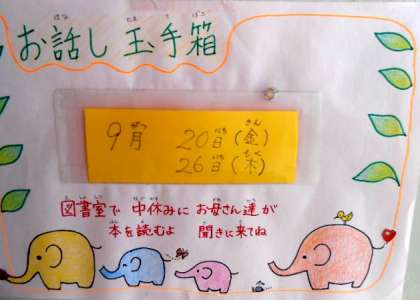 お話し 玉手箱
9月 20日(金)
26日(木)
図書室で 中休みに お母さん達が
本を読むよ 聞きに来てね